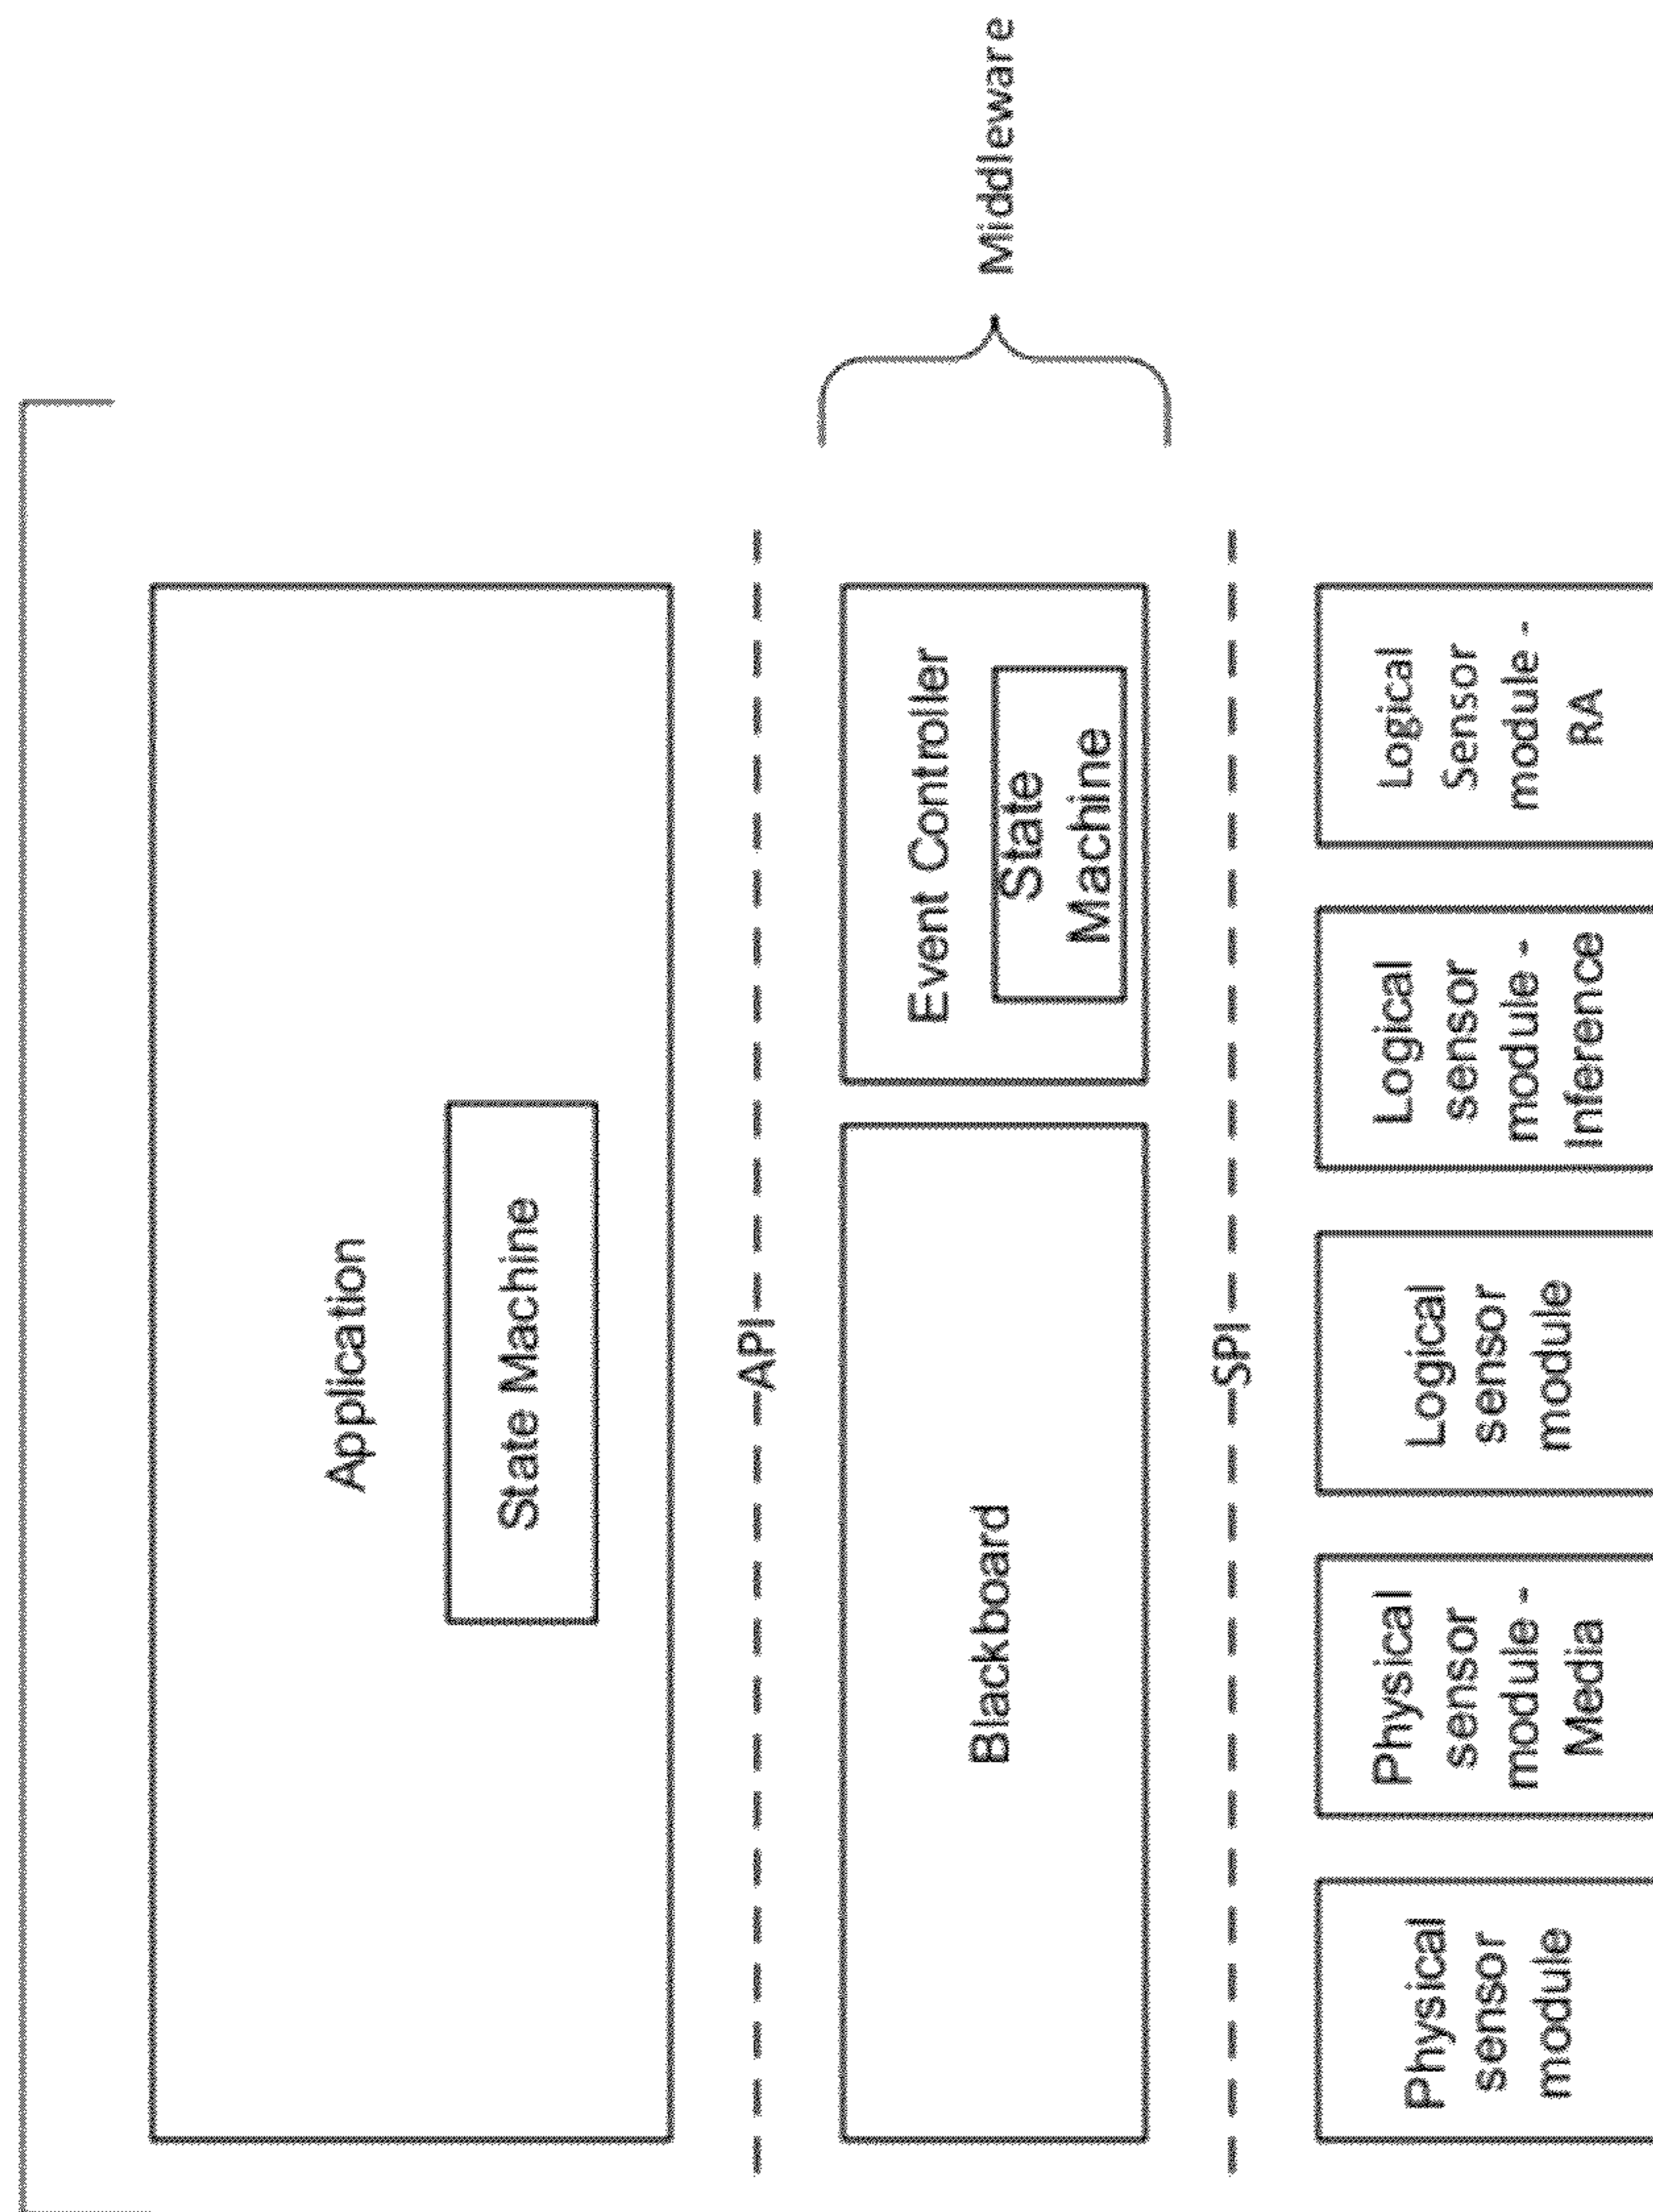 Application
State Machine
API
Blackboard
Event Controller
State
Machine
Middleware
SPI
Physical
sensor
module
Physical
sensor
module -
Media
Logical
sensor
module
Logical
sensor
module -
Inference
Logical
Sensor
module -
RA